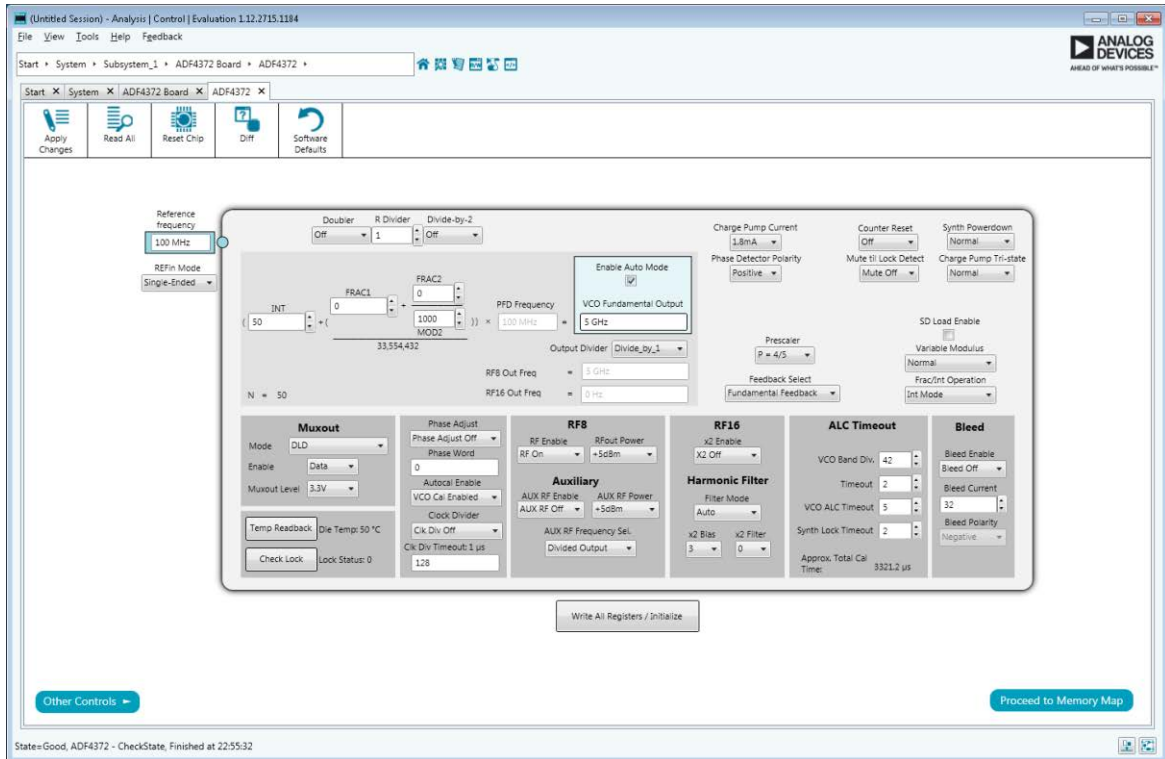 (Untitled Session) - Analysis | Control | Evaluation 1.12.2715.1184
File View Tools Help Feedback
ANALOG DEVICES
AHEAD OF WHAT'S POSSIBLE™
Start System Subsystem_1 ADF4372 Board ADF4372
Start System ADF4372 Board ADF4372
Apply Changes
Read All
Reset Chip
Diff
Software Defaults
Reference frequency
100 MHz
REFin Mode
Single-Ended
Doubler R Divider Divide-by-2
Off 1 Off
INT
( 50
+(
FRAC1
0
+
FRAC2
0
1000
MOD2
33,554,432
)) ×
PFD Frequency
100 MHz
=
Enable Auto Mode
VCO Fundamental Output
5 GHz
Output Divider Divide_by_1
RF8 Out Freq = 5 GHz
RF16 Out Freq = 0 Hz
N = 50
Charge Pump Current
1.8mA
Phase Detector Polarity
Positive
Counter Reset
Off
Mute til Lock Detect
Mute Off
Synth Powerdown
Normal
Charge Pump Tri-state
Normal
SD Load Enable
Prescaler
P = 4/5
Variable Modulus
Normal
Feedback Select
Fundamental Feedback
Frac/Int Operation
Int Mode
Muxout
Mode DLD
Enable Data
Muxout Level 3.3V
Temp Readback Die Temp: 50 °C
Check Lock Lock Status: 0
Phase Adjust
Phase Adjust Off
Phase Word
0
Autocal Enable
VCO Cal Enabled
Clock Divider
Clk Div Off
Clk Div Timeout: 1 µs
128
RF8
RF Enable RFout Power
RF On +5dBm
Auxiliary
AUX RF Enable AUX RF Power
AUX RF Off +5dBm
AUX RF Frequency Sel.
Divided Output
RF16
x2 Enable
X2 Off
Harmonic Filter
Filter Mode
Auto
x2 Bias x2 Filter
3 0
ALC Timeout
VCO Band Div. 42
Timeout 2
VCO ALC Timeout 5
Synth Lock Timeout 2
Approx. Total Cal Time: 3321.2 µs
Bleed
Bleed Enable
Bleed Off
Bleed Current
32
Bleed Polarity
Negative
Write All Registers / Initialize
Other Controls
Proceed to Memory Map
State=Good, ADF4372 - CheckState, Finished at 22:55:32